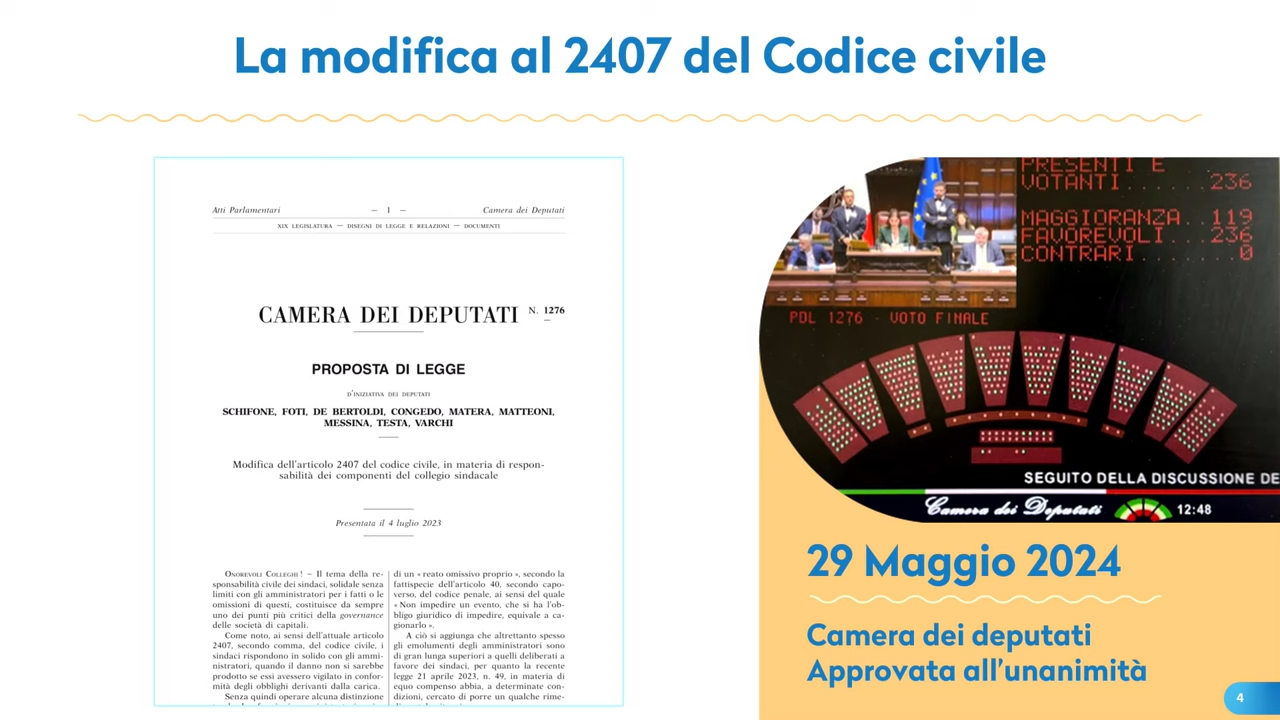 La modifica al 2407 del Codice civile
Atti Parlamentari — 1 — Camera dei Deputati
XIX LEGISLATURA — DISEGNI DI LEGGE E RELAZIONI — DOCUMENTI
CAMERA DEI DEPUTATI N. 1276
PROPOSTA DI LEGGE
D'INIZIATIVA DEI DEPUTATI
SCHIFONE, FOTI, DE BERTOLDI, CONGEDO, MATERA, MATTEONI,
MESSINA, TESTA, VARCHI
Modifica dell'articolo 2407 del codice civile, in materia di respon-
sabilità dei componenti del collegio sindacale
Presentata il 4 luglio 2023
ONOREVOLI COLLEGHI! – Il tema della re-
sponsabilità civile dei sindaci, solidale senza
limiti con gli amministratori per i fatti o le
omissioni di questi, costituisce da sempre
uno dei punti più critici della governance
delle società di capitali.
Come noto, ai sensi dell'attuale articolo
2407, secondo comma, del codice civile, i
sindaci rispondono in solido con gli ammi-
nistratori, quando il danno non si sarebbe
prodotto se essi avessero vigilato in confor-
mità degli obblighi derivanti dalla carica.
Senza quindi operare alcuna distinzione
di un « reato omissivo proprio », secondo la
fattispecie dell'articolo 40, secondo capo-
verso, del codice penale, ai sensi del quale
« Non impedire un evento, che si ha l'ob-
bligo giuridico di impedire, equivale a ca-
gionarlo ».
A ciò si aggiunga che altrettanto spesso
gli emolumenti degli amministratori sono
di gran lunga superiori a quelli deliberati a
favore dei sindaci, per quanto la recente
legge 21 aprile 2023, n. 49, in materia di
equo compenso abbia, a determinate con-
dizioni, cercato di porre un qualche rime-
PRESENTI E
VOTANTI......236
MAGGIORANZA..119
FAVOREVOLI...236
CONTRARI.......0
PDL 1276 - VOTO FINALE
SEGUITO DELLA DISCUSSIONE DE
Camera dei Deputati 12:48
29 Maggio 2024
Camera dei deputati
Approvata all'unanimità
4